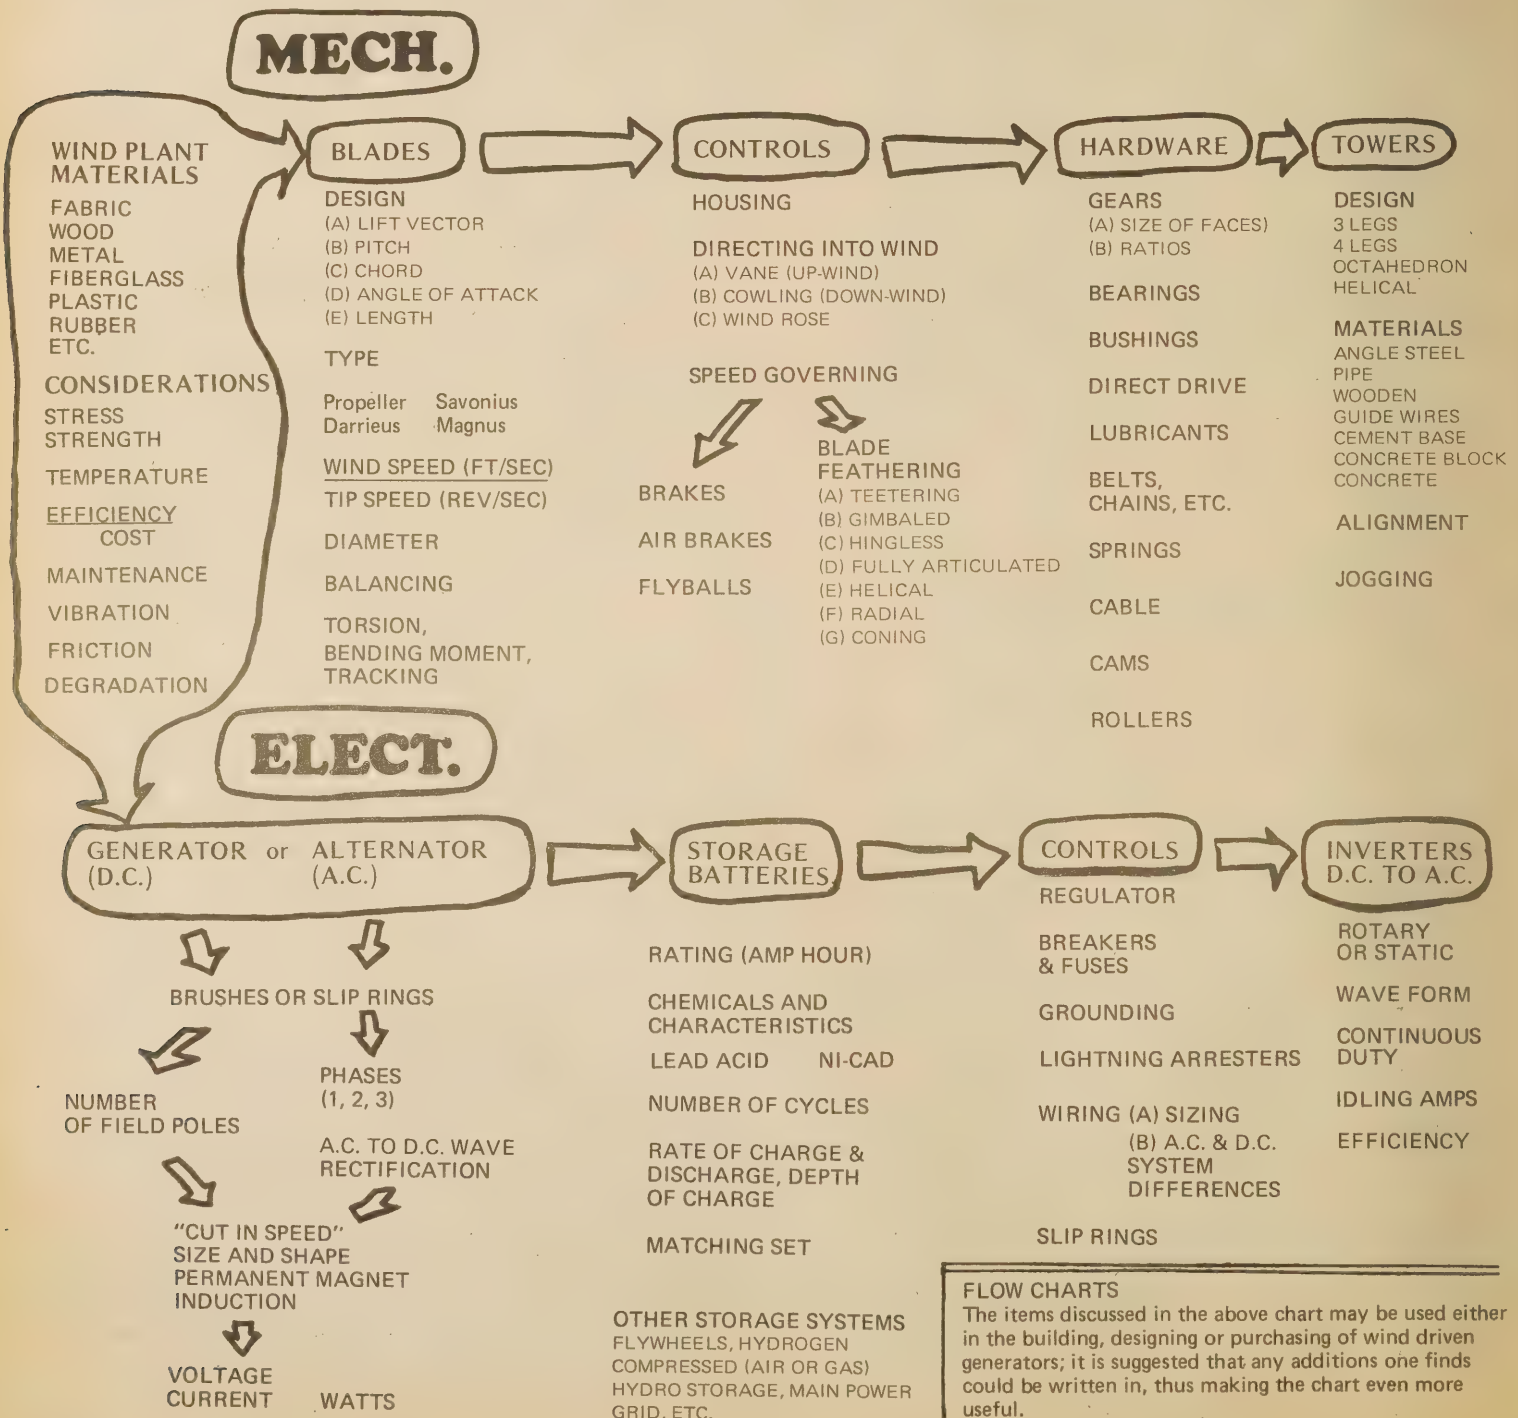 MECH.
WIND PLANT
MATERIALS
FABRIC
WOOD
METAL
FIBERGLASS
PLASTIC
RUBBER
ETC.
CONSIDERATIONS
STRESS
STRENGTH
TEMPERATURE
EFFICIENCY
COST
MAINTENANCE
VIBRATION
FRICTION
DEGRADATION
BLADES
DESIGN
(A) LIFT VECTOR
(B) PITCH
(C) CHORD
(D) ANGLE OF ATTACK
(E) LENGTH
TYPE
Propeller Savonius
Darrieus Magnus
WIND SPEED (FT/SEC)
TIP SPEED (REV/SEC)
DIAMETER
BALANCING
TORSION,
BENDING MOMENT,
TRACKING
CONTROLS
HOUSING
DIRECTING INTO WIND
(A) VANE (UP-WIND)
(B) COWLING (DOWN-WIND)
(C) WIND ROSE
SPEED GOVERNING
BRAKES
AIR BRAKES
FLYBALLS
BLADE
FEATHERING
(A) TEETERING
(B) GIMBALED
(C) HINGLESS
(D) FULLY ARTICULATED
(E) HELICAL
(F) RADIAL
(G) CONING
HARDWARE
GEARS
(A) SIZE OF FACES)
(B) RATIOS
BEARINGS
BUSHINGS
DIRECT DRIVE
LUBRICANTS
BELTS,
CHAINS, ETC.
SPRINGS
CABLE
CAMS
ROLLERS
TOWERS
DESIGN
3 LEGS
4 LEGS
OCTAHEDRON
HELICAL
MATERIALS
ANGLE STEEL
PIPE
WOODEN
GUIDE WIRES
CEMENT BASE
CONCRETE BLOCK
CONCRETE
ALIGNMENT
JOGGING
ELECT.
GENERATOR or ALTERNATOR
(D.C.) (A.C.)
BRUSHES OR SLIP RINGS
NUMBER
OF FIELD POLES
PHASES
(1, 2, 3)
A.C. TO D.C. WAVE
RECTIFICATION
"CUT IN SPEED"
SIZE AND SHAPE
PERMANENT MAGNET
INDUCTION
VOLTAGE
CURRENT WATTS
STORAGE
BATTERIES
RATING (AMP HOUR)
CHEMICALS AND
CHARACTERISTICS
LEAD ACID NI-CAD
NUMBER OF CYCLES
RATE OF CHARGE &
DISCHARGE, DEPTH
OF CHARGE
MATCHING SET
OTHER STORAGE SYSTEMS
FLYWHEELS, HYDROGEN
COMPRESSED (AIR OR GAS)
HYDRO STORAGE, MAIN POWER
GRID, ETC.
CONTROLS
REGULATOR
BREAKERS
& FUSES
GROUNDING
LIGHTNING ARRESTERS
WIRING (A) SIZING
(B) A.C. & D.C.
SYSTEM
DIFFERENCES
SLIP RINGS
INVERTERS
D.C. TO A.C.
ROTARY
OR STATIC
WAVE FORM
CONTINUOUS
DUTY
IDLING AMPS
EFFICIENCY
FLOW CHARTS
The items discussed in the above chart may be used either
in the building, designing or purchasing of wind driven
generators; it is suggested that any additions one finds
could be written in, thus making the chart even more
useful.